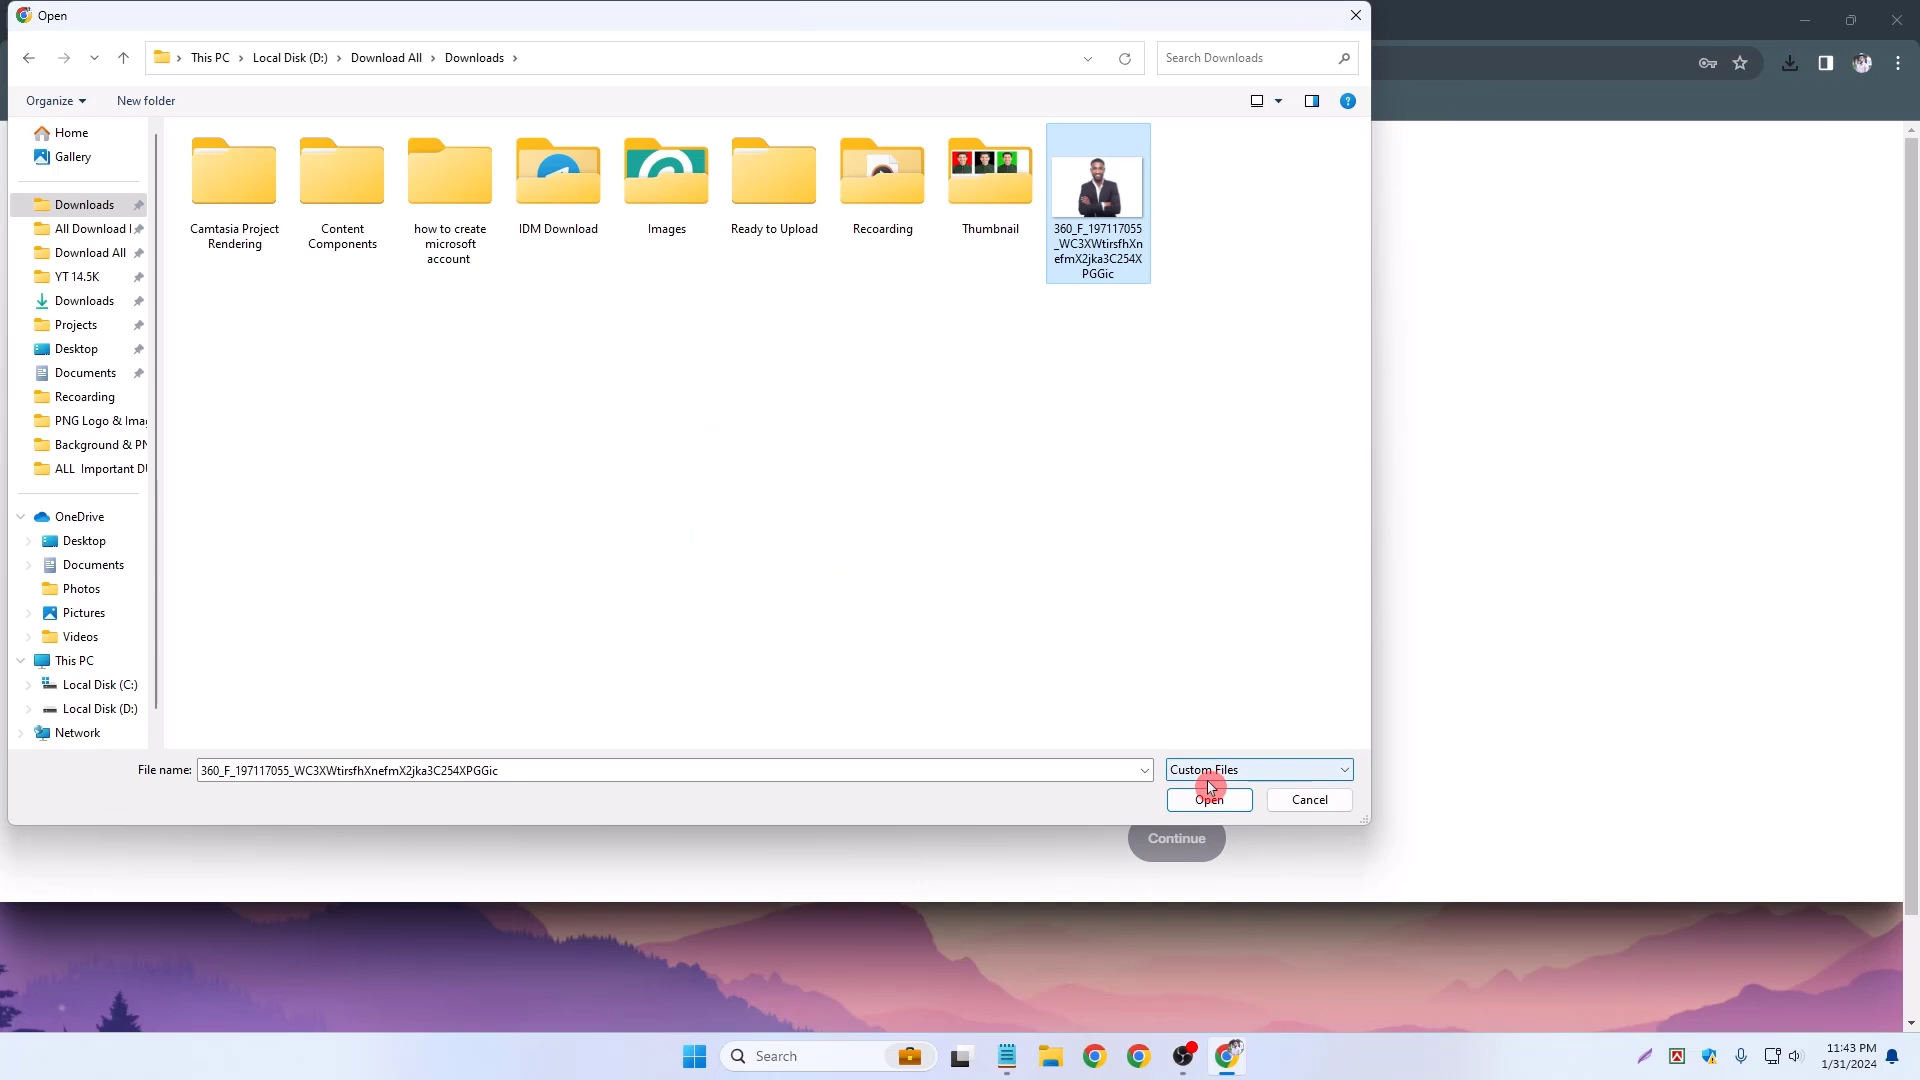 Open
This PC
Local Disk (D:)
Download All
Downloads
Search Downloads
Organize
New folder
Home
Gallery
Downloads
All Download I
Download All
YT 14.5K
Downloads
Projects
Desktop
Documents
Recoarding
PNG Logo & Ima
Background & PN
ALL Important D
OneDrive
Desktop
Documents
Photos
Pictures
Videos
This PC
Local Disk (C:)
Local Disk (D:)
Network
Camtasia Project
Rendering
Content
Components
how to create
microsoft
account
IDM Download
Images
Ready to Upload
Recoarding
Thumbnail
360_F_197117055
_WC3XWtirsfhXn
efmX2jka3C254X
PGGic
File name:
360_F_197117055_WC3XWtirsfhXnefmX2jka3C254XPGGic
Custom Files
Open
Cancel
Continue
Search
11:43 PM
1/31/2024